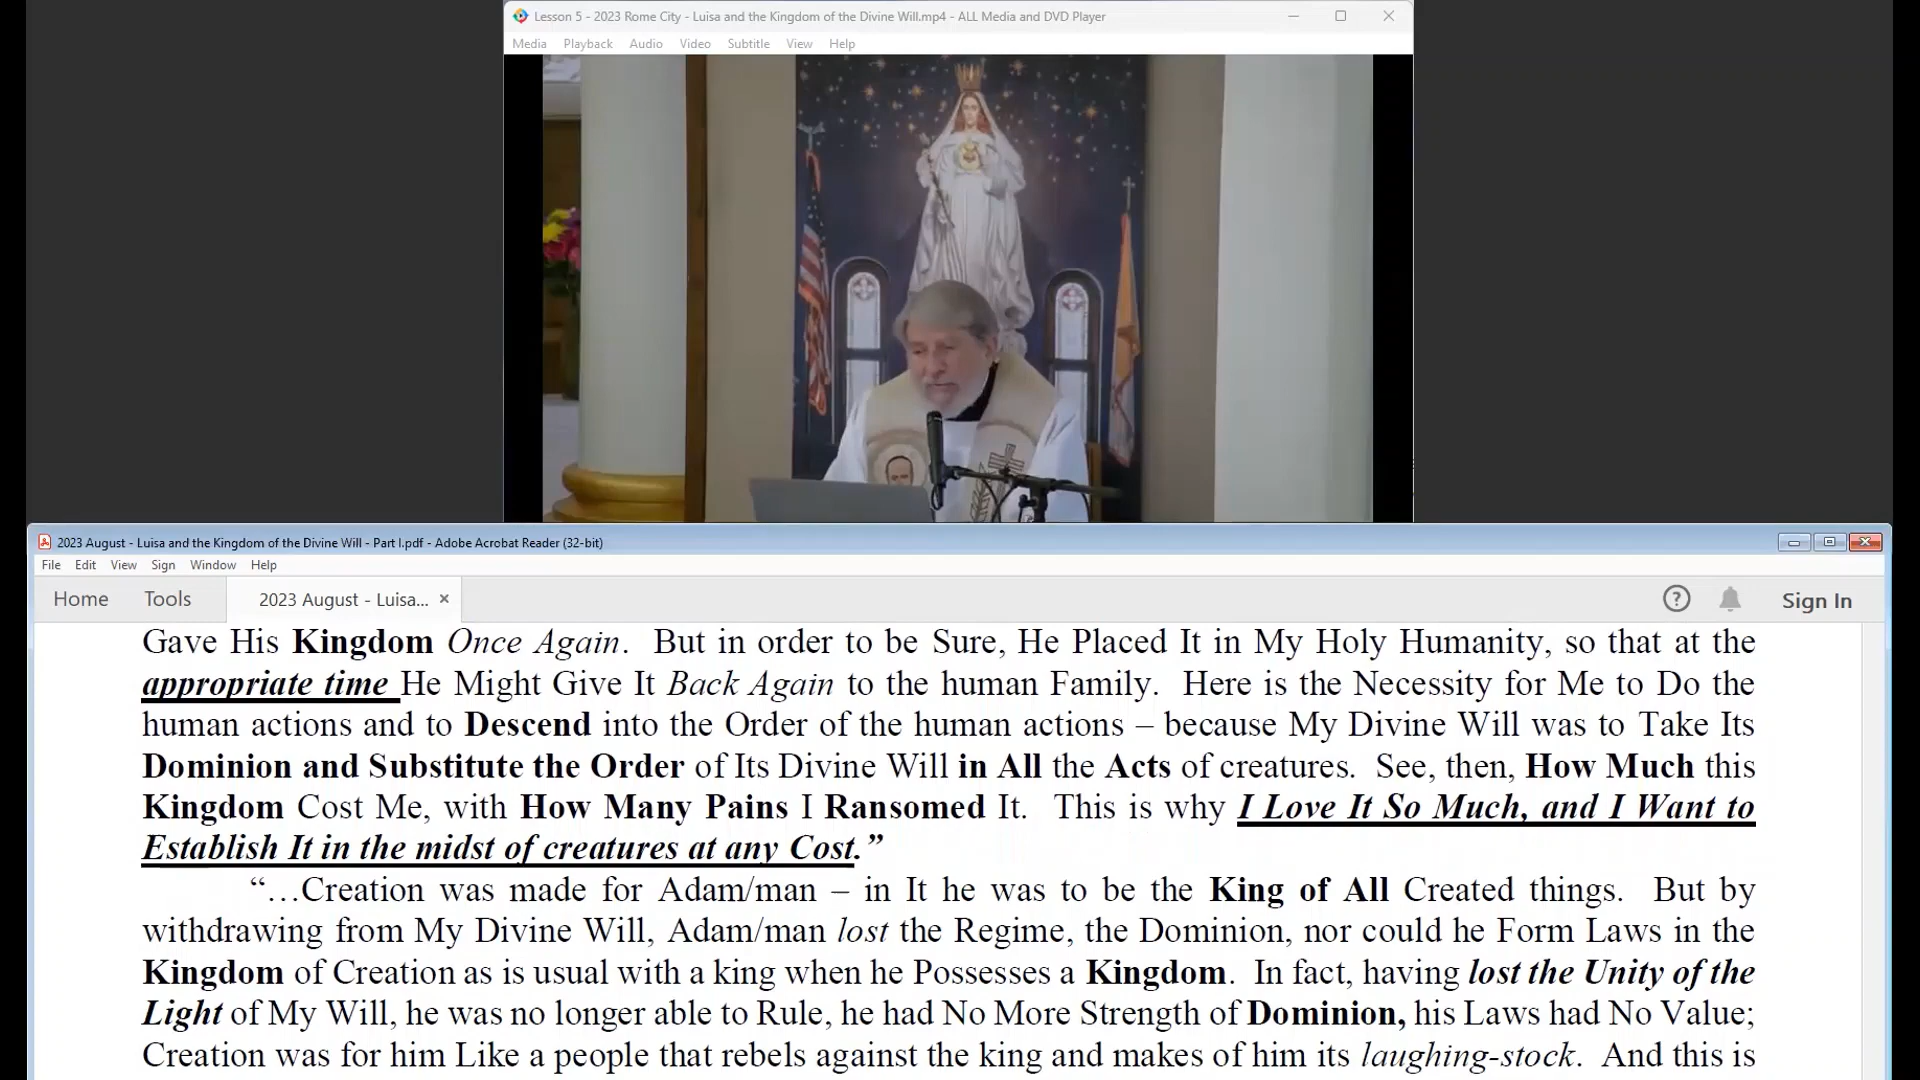 Lesson 5 - 2023 Rome City - Luisa and the Kingdom of the Divine Will.mp4 - ALL Media and DVD Player
Media Playback Audio Video Subtitle View Help
2023 August - Luisa and the Kingdom of the Divine Will - Part I.pdf - Adobe Acrobat Reader (32-bit)
File Edit View Sign Window Help
Home Tools 2023 August - Luisa... Sign In
Gave His Kingdom Once Again. But in order to be Sure, He Placed It in My Holy Humanity, so that at the
appropriate time He Might Give It Back Again to the human Family. Here is the Necessity for Me to Do the
human actions and to Descend into the Order of the human actions – because My Divine Will was to Take Its
Dominion and Substitute the Order of Its Divine Will in All the Acts of creatures. See, then, How Much this
Kingdom Cost Me, with How Many Pains I Ransomed It. This is why I Love It So Much, and I Want to
Establish It in the midst of creatures at any Cost.”
“…Creation was made for Adam/man – in It he was to be the King of All Created things. But by
withdrawing from My Divine Will, Adam/man lost the Regime, the Dominion, nor could he Form Laws in the
Kingdom of Creation as is usual with a king when he Possesses a Kingdom. In fact, having lost the Unity of the
Light of My Will, he was no longer able to Rule, he had No More Strength of Dominion, his Laws had No Value;
Creation was for him Like a people that rebels against the king and makes of him its laughing-stock. And this is